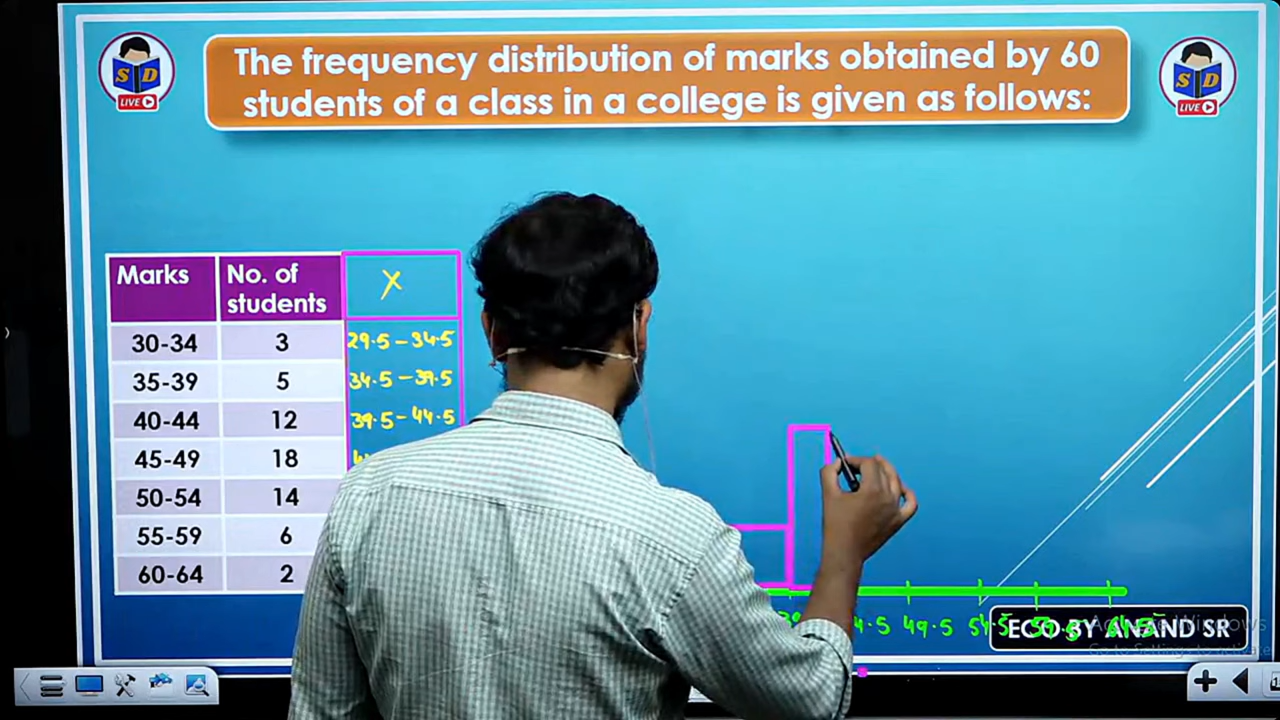 The frequency distribution of marks obtained by 60
students of a class in a college is given as follows:
S D
LIVE
S D
LIVE
Marks No. of students X
30-34 3 29.5 - 34.5
35-39 5 34.5 - 39.5
40-44 12 39.5 - 44.5
45-49 18
50-54 14
55-59 6
60-64 2
49.5 54.5
ECO BY ANAND SR